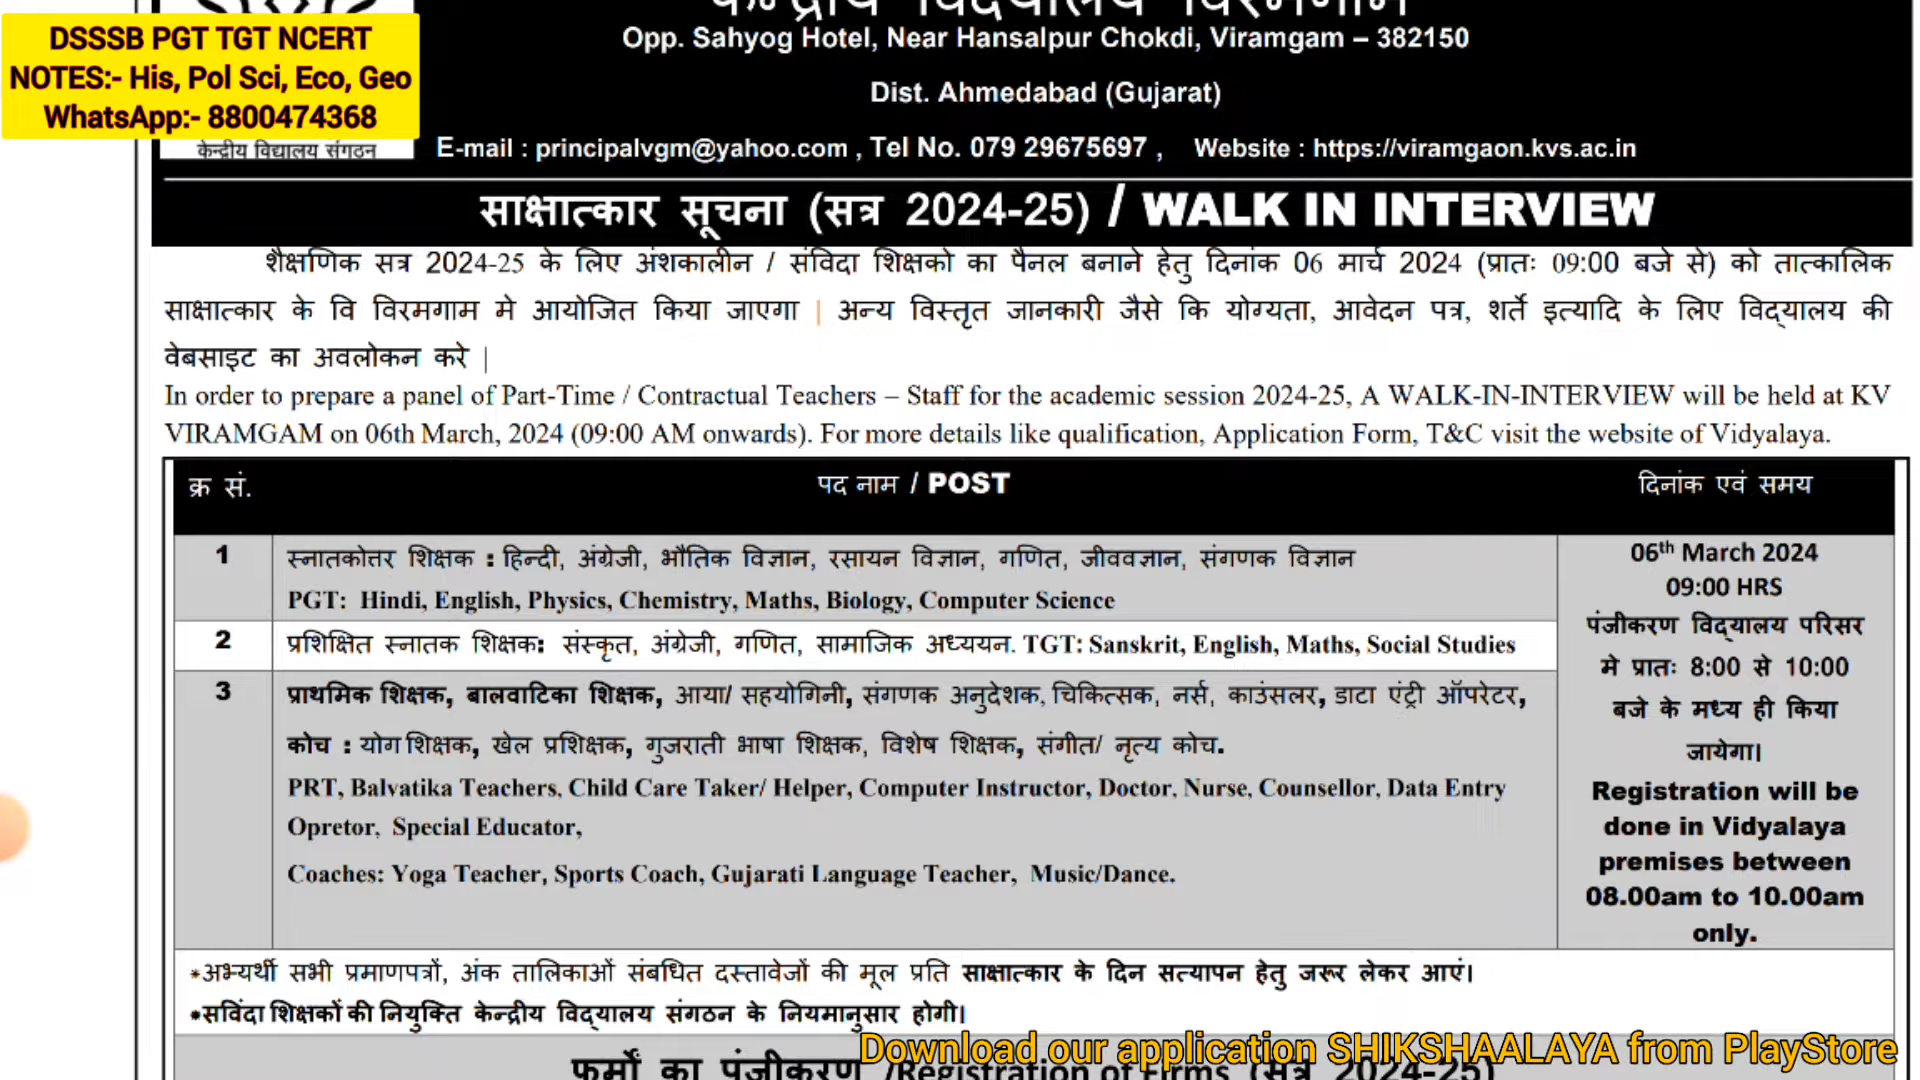 केन्द्रीय विद्यालय विरमगाम
DSSSB PGT TGT NCERT
NOTES:- His, Pol Sci, Eco, Geo
WhatsApp:- 8800474368
केन्द्रीय विद्यालय संगठन
Opp. Sahyog Hotel, Near Hansalpur Chokdi, Viramgam – 382150
Dist. Ahmedabad (Gujarat)
E-mail : principalvgm@yahoo.com , Tel No. 079 29675697 , Website : https://viramgaon.kvs.ac.in
साक्षात्कार सूचना (सत्र 2024-25) / WALK IN INTERVIEW
शैक्षणिक सत्र 2024-25 के लिए अंशकालीन / संविदा शिक्षको का पैनल बनाने हेतु दिनांक 06 मार्च 2024 (प्रातः 09:00 बजे से) को तात्कालिक
साक्षात्कार के वि विरमगाम मे आयोजित किया जाएगा | अन्य विस्तृत जानकारी जैसे कि योग्यता, आवेदन पत्र, शर्ते इत्यादि के लिए विद्यालय की
वेबसाइट का अवलोकन करे |
In order to prepare a panel of Part-Time / Contractual Teachers – Staff for the academic session 2024-25, A WALK-IN-INTERVIEW will be held at KV
VIRAMGAM on 06th March, 2024 (09:00 AM onwards). For more details like qualification, Application Form, T&C visit the website of Vidyalaya.
क्र सं. पद नाम / POST दिनांक एवं समय
1 स्नातकोत्तर शिक्षक : हिन्दी, अंग्रेजी, भौतिक विज्ञान, रसायन विज्ञान, गणित, जीववज्ञान, संगणक विज्ञान
PGT: Hindi, English, Physics, Chemistry, Maths, Biology, Computer Science
2 प्रशिक्षित स्नातक शिक्षक: संस्कृत, अंग्रेजी, गणित, सामाजिक अध्ययन. TGT: Sanskrit, English, Maths, Social Studies
3 प्राथमिक शिक्षक, बालवाटिका शिक्षक, आया/ सहयोगिनी, संगणक अनुदेशक, चिकित्सक, नर्स, काउंसलर, डाटा एंट्री ऑपरेटर,
कोच : योग शिक्षक, खेल प्रशिक्षक, गुजराती भाषा शिक्षक, विशेष शिक्षक, संगीत/ नृत्य कोच.
PRT, Balvatika Teachers, Child Care Taker/ Helper, Computer Instructor, Doctor, Nurse, Counsellor, Data Entry
Opretor, Special Educator,
Coaches: Yoga Teacher, Sports Coach, Gujarati Language Teacher, Music/Dance.
06th March 2024
09:00 HRS
पंजीकरण विद्यालय परिसर
मे प्रातः 8:00 से 10:00
बजे के मध्य ही किया
जायेगा।
Registration will be
done in Vidyalaya
premises between
08.00am to 10.00am
only.
*अभ्यर्थी सभी प्रमाणपत्रों, अंक तालिकाओं संबधित दस्तावेजों की मूल प्रति साक्षात्कार के दिन सत्यापन हेतु जरूर लेकर आएं।
*सविंदा शिक्षकों की नियुक्ति केन्द्रीय विद्यालय संगठन के नियमानुसार होगी।
Download our application SHIKSHAALAYA from PlayStore
फर्मों का पंजीकरण /Registration of Firms (सत्र 2024-25)